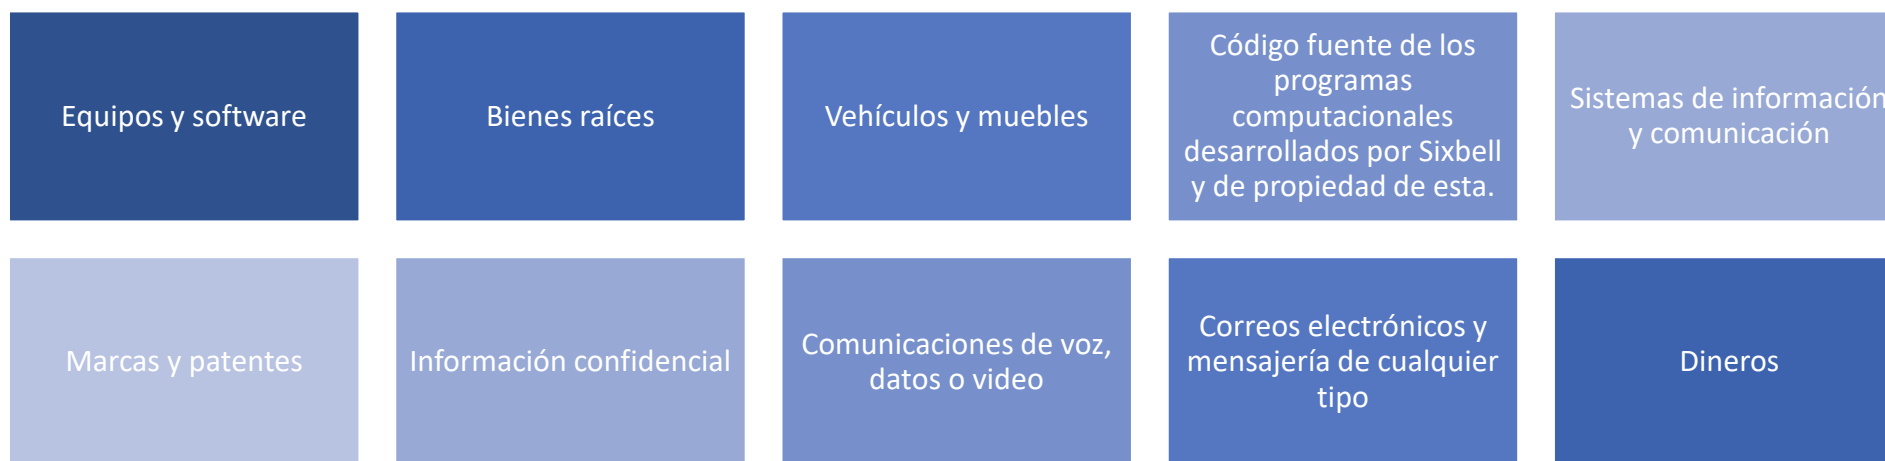 Equipos y software
Bienes raíces
Vehículos y muebles
Código fuente de los
programas
computacionales
desarrollados por Sixbell
y de propiedad de esta.
Sistemas de información
y comunicación
Marcas y patentes
Información confidencial
Comunicaciones de voz,
datos o video
Correos electrónicos y
mensajería de cualquier
tipo
Dineros